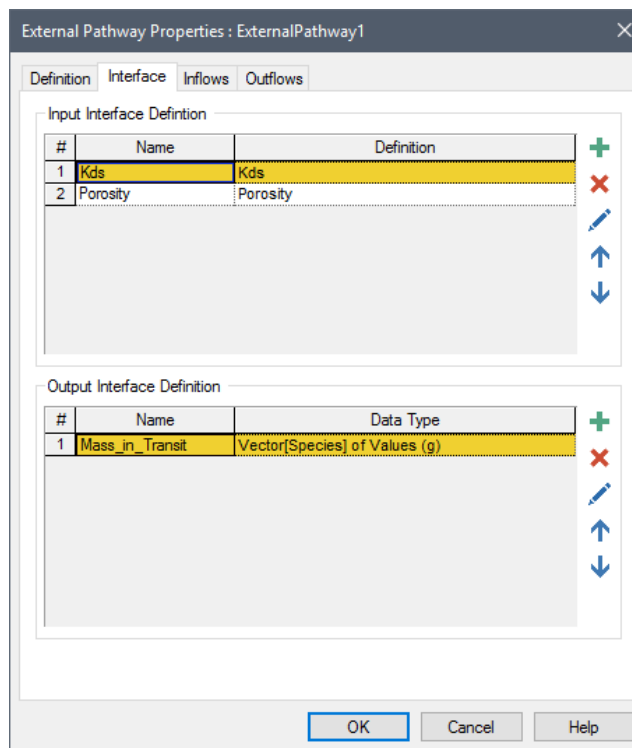 External Pathway Properties : ExternalPathway1
Definition Interface Inflows Outflows
Input Interface Defintion
# Name Definition
1 Kds Kds
2 Porosity Porosity
Output Interface Definition
# Name Data Type
1 Mass_in_Transit Vector[Species] of Values (g)
OK Cancel Help